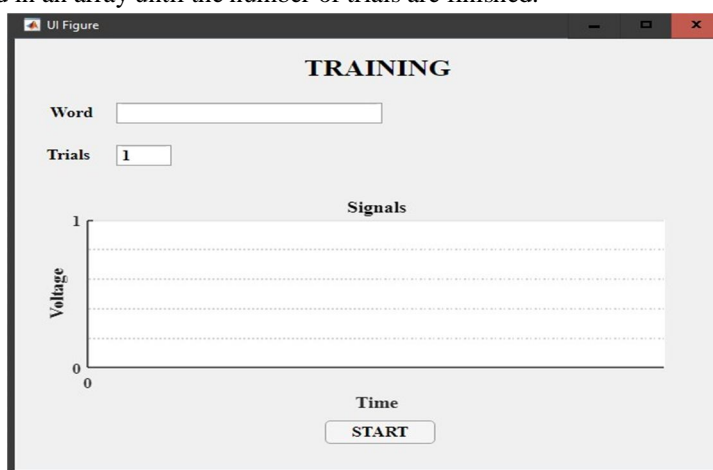 d in an array until the number of trials are finished.
UI Figure
TRAINING
Word
Trials 1
Signals
1
Voltage
0
0
Time
START